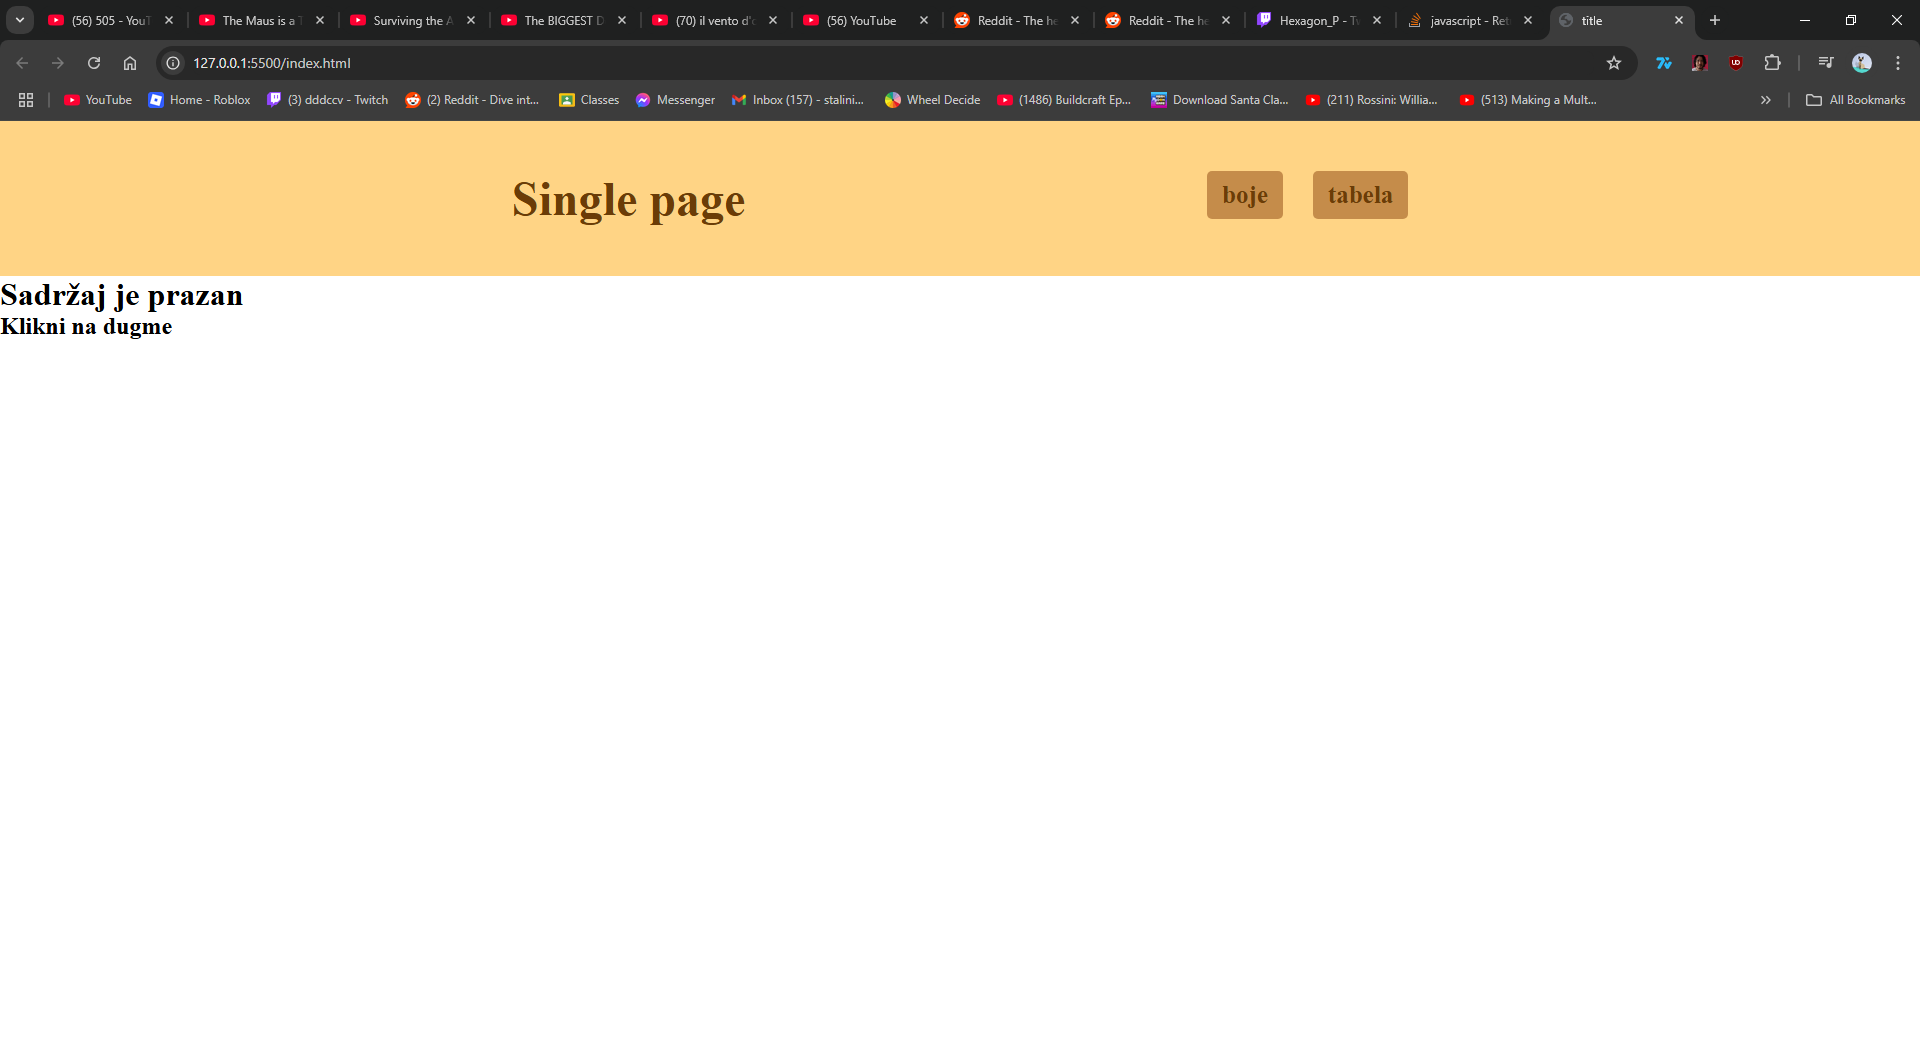 (56) 505 - YouT
The Maus is a T
Surviving the A
The BIGGEST D
(70) il vento d'o
(56) YouTube
Reddit - The he
Reddit - The he
Hexagon_P - Tw
javascript - Ret
title
127.0.0.1:5500/index.html
YouTube
Home - Roblox
(3) dddccv - Twitch
(2) Reddit - Dive int...
Classes
Messenger
Inbox (157) - stalini...
Wheel Decide
(1486) Buildcraft Ep...
Download Santa Cla...
(211) Rossini: Willia...
(513) Making a Mult...
All Bookmarks
Single page
boje
tabela
Sadržaj je prazan
Klikni na dugme